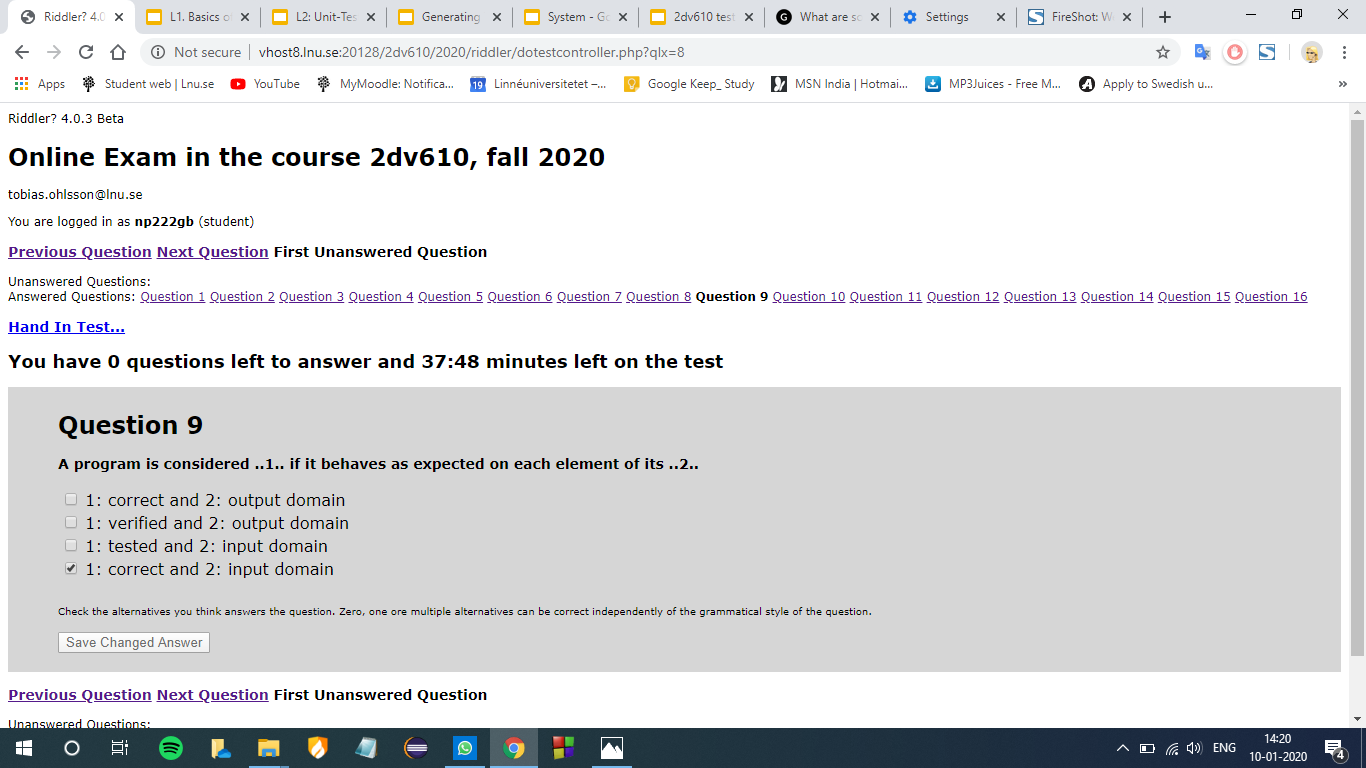 Riddler? 4.0
L1. Basics o
L2: Unit-Tes
Generating
System - Go
2dv610 test
What are sc
Settings
FireShot: W
Not secure | vhost8.lnu.se:20128/2dv610/2020/riddler/dotestcontroller.php?qlx=8
Apps
Student web | Lnu.se
YouTube
MyMoodle: Notifica...
19
Linnéuniversitetet –...
Google Keep_ Study
MSN India | Hotmai...
MP3Juices - Free M...
Apply to Swedish u...
»
Riddler? 4.0.3 Beta
Online Exam in the course 2dv610, fall 2020
tobias.ohlsson@lnu.se
You are logged in as np222gb (student)
Previous Question Next Question First Unanswered Question
Unanswered Questions:
Answered Questions: Question 1 Question 2 Question 3 Question 4 Question 5 Question 6 Question 7 Question 8 Question 9 Question 10 Question 11 Question 12 Question 13 Question 14 Question 15 Question 16
Hand In Test...
You have 0 questions left to answer and 37:48 minutes left on the test
Question 9
A program is considered ..1.. if it behaves as expected on each element of its ..2..
1: correct and 2: output domain
1: verified and 2: output domain
1: tested and 2: input domain
1: correct and 2: input domain
Check the alternatives you think answers the question. Zero, one ore multiple alternatives can be correct independently of the grammatical style of the question.
Save Changed Answer
Previous Question Next Question First Unanswered Question
Unanswered Questions:
ENG
14:20
10-01-2020
4